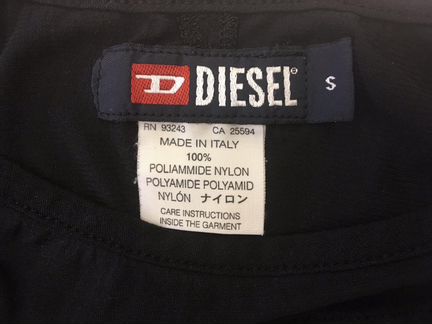 D DIESEL® S
RN 93243 CA 25594
MADE IN ITALY
100%
POLIAMMIDE NYLON
POLYAMIDE POLYAMID
NYLÓN ナイロン
CARE INSTRUCTIONS
INSIDE THE GARMENT